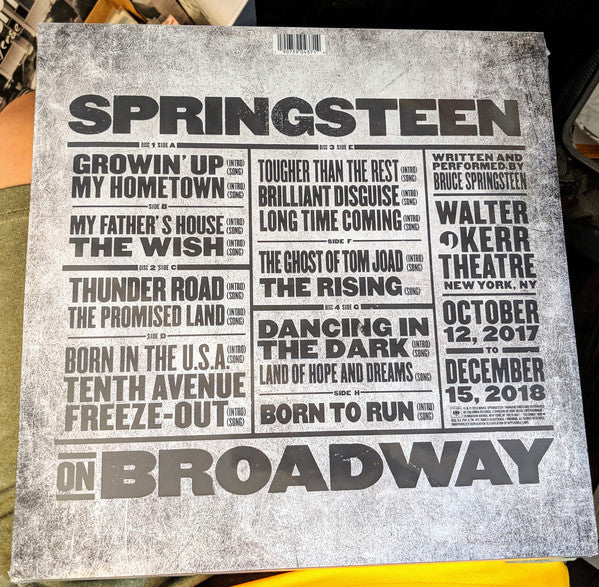 SPRINGSTEEN
DISC 1 SIDE A
GROWIN' UP (INTRO) (SONG)
MY HOMETOWN (INTRO) (SONG)
SIDE B
MY FATHER'S HOUSE (INTRO) (SONG)
THE WISH (INTRO) (SONG)
DISC 2 SIDE C
THUNDER ROAD (INTRO) (SONG)
THE PROMISED LAND (INTRO) (SONG)
SIDE D
BORN IN THE U.S.A. (INTRO) (SONG)
TENTH AVENUE
FREEZE-OUT (INTRO) (SONG)
DISC 3 SIDE E
TOUGHER THAN THE REST (INTRO) (SONG)
BRILLIANT DISGUISE (INTRO) (SONG)
LONG TIME COMING (INTRO) (SONG)
SIDE F
THE GHOST OF TOM JOAD (INTRO) (SONG)
THE RISING (INTRO) (SONG)
DISC 4 SIDE G
DANCING IN
THE DARK (INTRO) (SONG)
LAND OF HOPE AND DREAMS (SONG)
SIDE H
BORN TO RUN (INTRO) (SONG)
WRITTEN AND
PERFORMED BY
BRUCE SPRINGSTEEN
WALTER
KERR
THEATRE
NEW YORK, NY
OCTOBER
12, 2017
TO
DECEMBER
15, 2018
ON BROADWAY